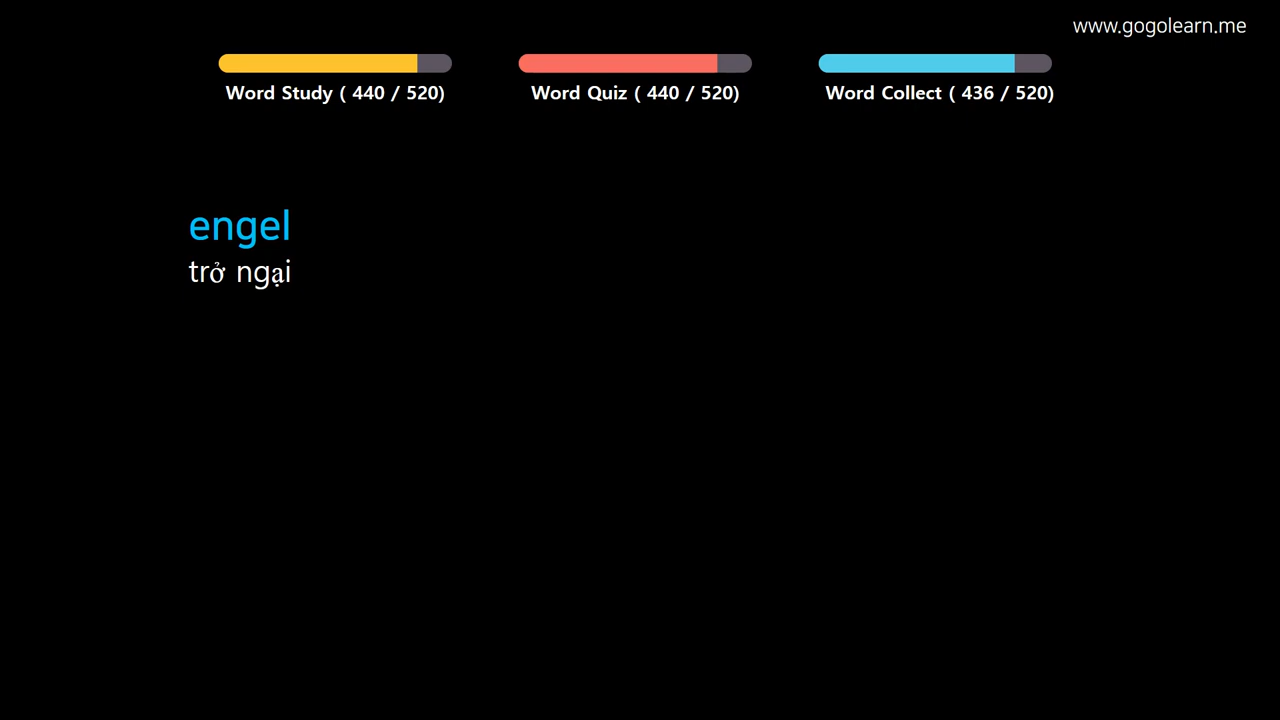 www.gogolearn.me
Word Study ( 440 / 520)
Word Quiz ( 440 / 520)
Word Collect ( 436 / 520)
engel
trở ngại